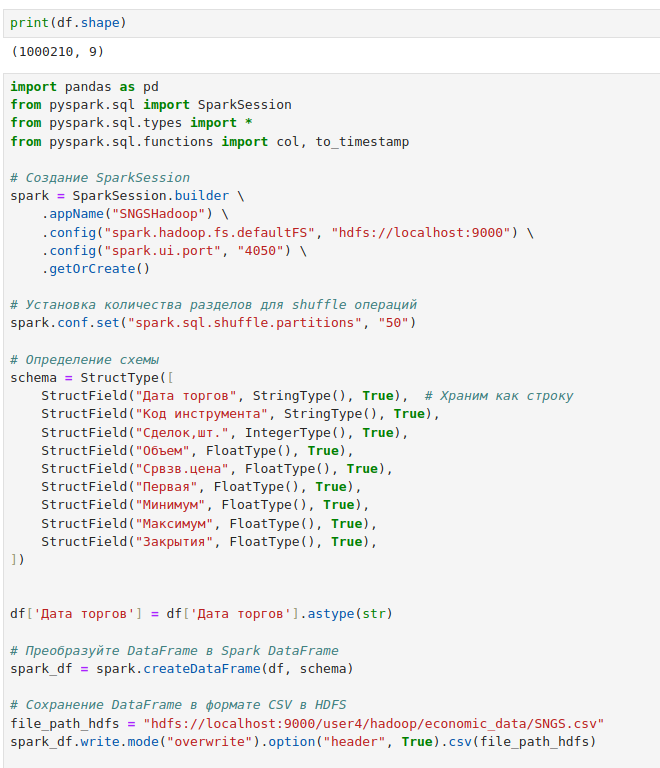 print(df.shape)
(1000210, 9)
import pandas as pd
from pyspark.sql import SparkSession
from pyspark.sql.types import *
from pyspark.sql.functions import col, to_timestamp
# Создание SparkSession
spark = SparkSession.builder \
    .appName("SNGSHadoop") \
    .config("spark.hadoop.fs.defaultFS", "hdfs://localhost:9000") \
    .config("spark.ui.port", "4050") \
    .getOrCreate()
# Установка количества разделов для shuffle операций
spark.conf.set("spark.sql.shuffle.partitions", "50")
# Определение схемы
schema = StructType([
    StructField("Дата торгов", StringType(), True),  # Храним как строку
    StructField("Код инструмента", StringType(), True),
    StructField("Сделок,шт.", IntegerType(), True),
    StructField("Объем", FloatType(), True),
    StructField("Срвзв.цена", FloatType(), True),
    StructField("Первая", FloatType(), True),
    StructField("Минимум", FloatType(), True),
    StructField("Максимум", FloatType(), True),
    StructField("Закрытия", FloatType(), True),
])
df['Дата торгов'] = df['Дата торгов'].astype(str)
# Преобразуйте DataFrame в Spark DataFrame
spark_df = spark.createDataFrame(df, schema)
# Сохранение DataFrame в формате CSV в HDFS
file_path_hdfs = "hdfs://localhost:9000/user4/hadoop/economic_data/SNGS.csv"
spark_df.write.mode("overwrite").option("header", True).csv(file_path_hdfs)